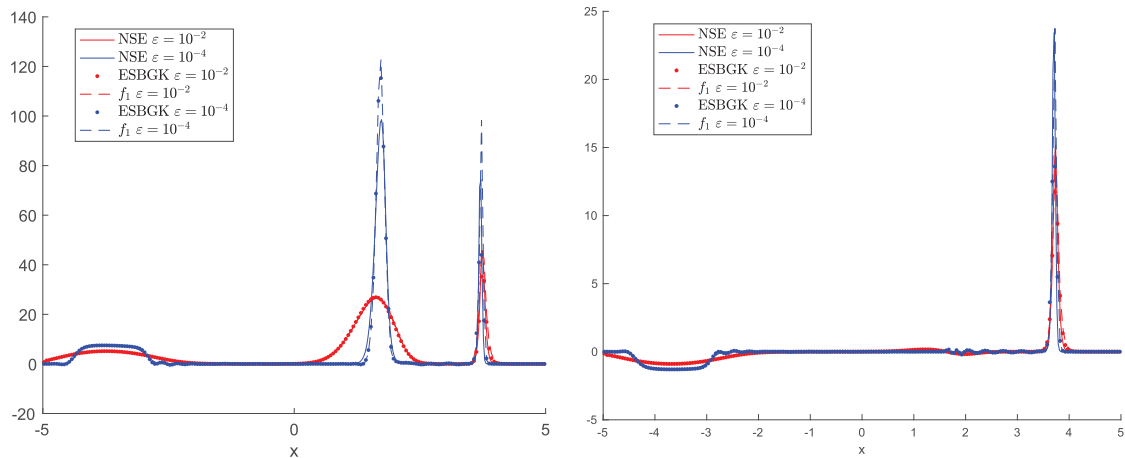 140
120
100
80
60
40
20
0
-20
-5
0
5
x
NSE ε = 10⁻²
NSE ε = 10⁻⁴
ESBGK ε = 10⁻²
f₁ ε = 10⁻²
ESBGK ε = 10⁻⁴
f₁ ε = 10⁻⁴
25
20
15
10
5
0
-5
-5
-4
-3
-2
-1
0
1
2
3
4
5
x
NSE ε = 10⁻²
NSE ε = 10⁻⁴
ESBGK ε = 10⁻²
f₁ ε = 10⁻²
ESBGK ε = 10⁻⁴
f₁ ε = 10⁻⁴